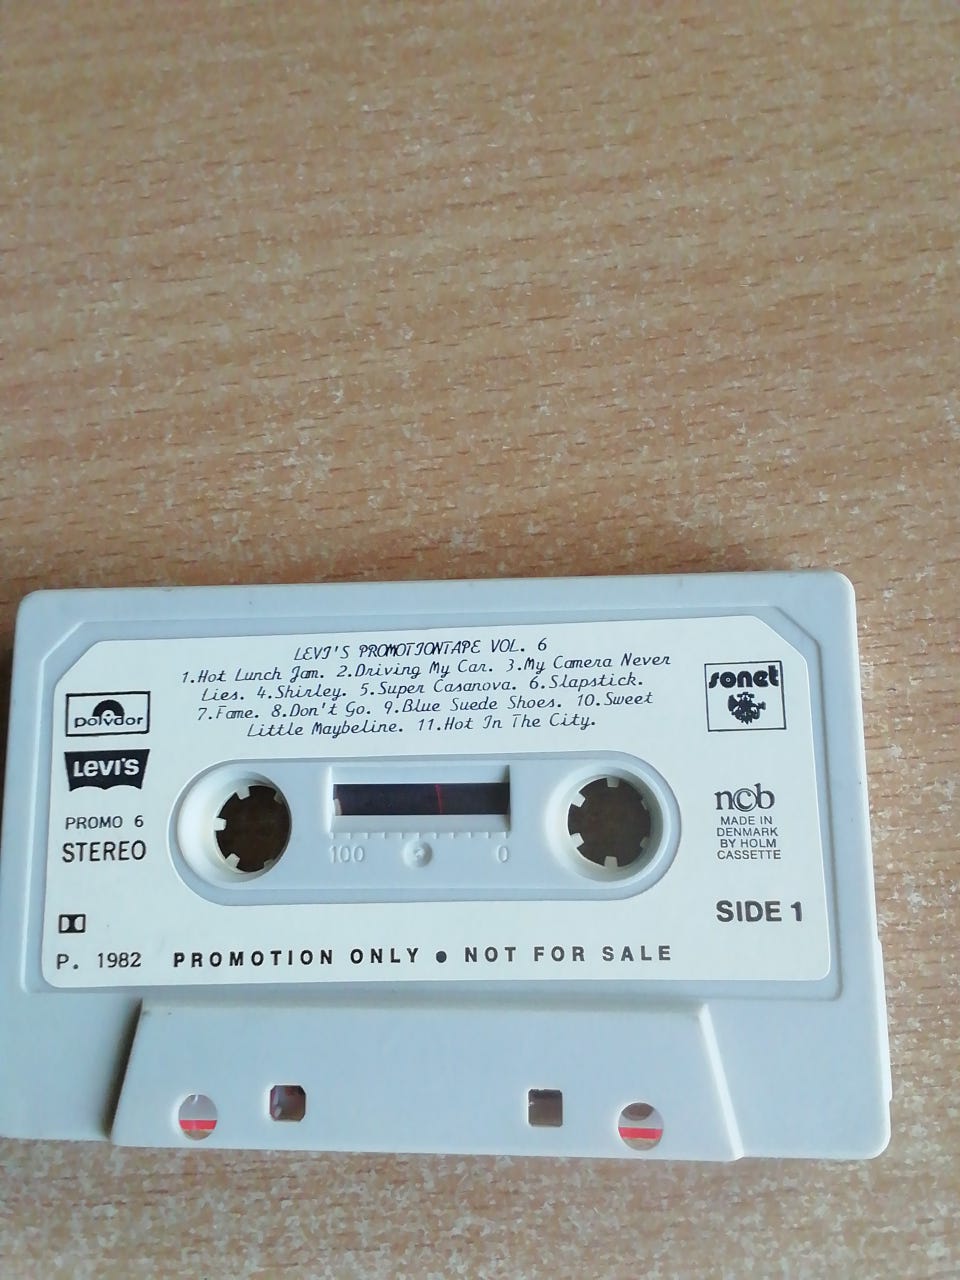 LEVI'S PROMOTIONTAPE VOL. 6
1.Hot Lunch Jam. 2.Driving My Car. 3.My Camera Never
Lies. 4.Shirley. 5.Super Casanova. 6.Slapstick.
7.Fame. 8.Don't Go. 9.Blue Suede Shoes. 10.Sweet
Little Maybeline. 11.Hot In The City.
polydor
LEVI'S
PROMO 6
STEREO
P. 1982
100
0
sonet
ncb
MADE IN
DENMARK
BY HOLM
CASSETTE
SIDE 1
PROMOTION ONLY ● NOT FOR SALE